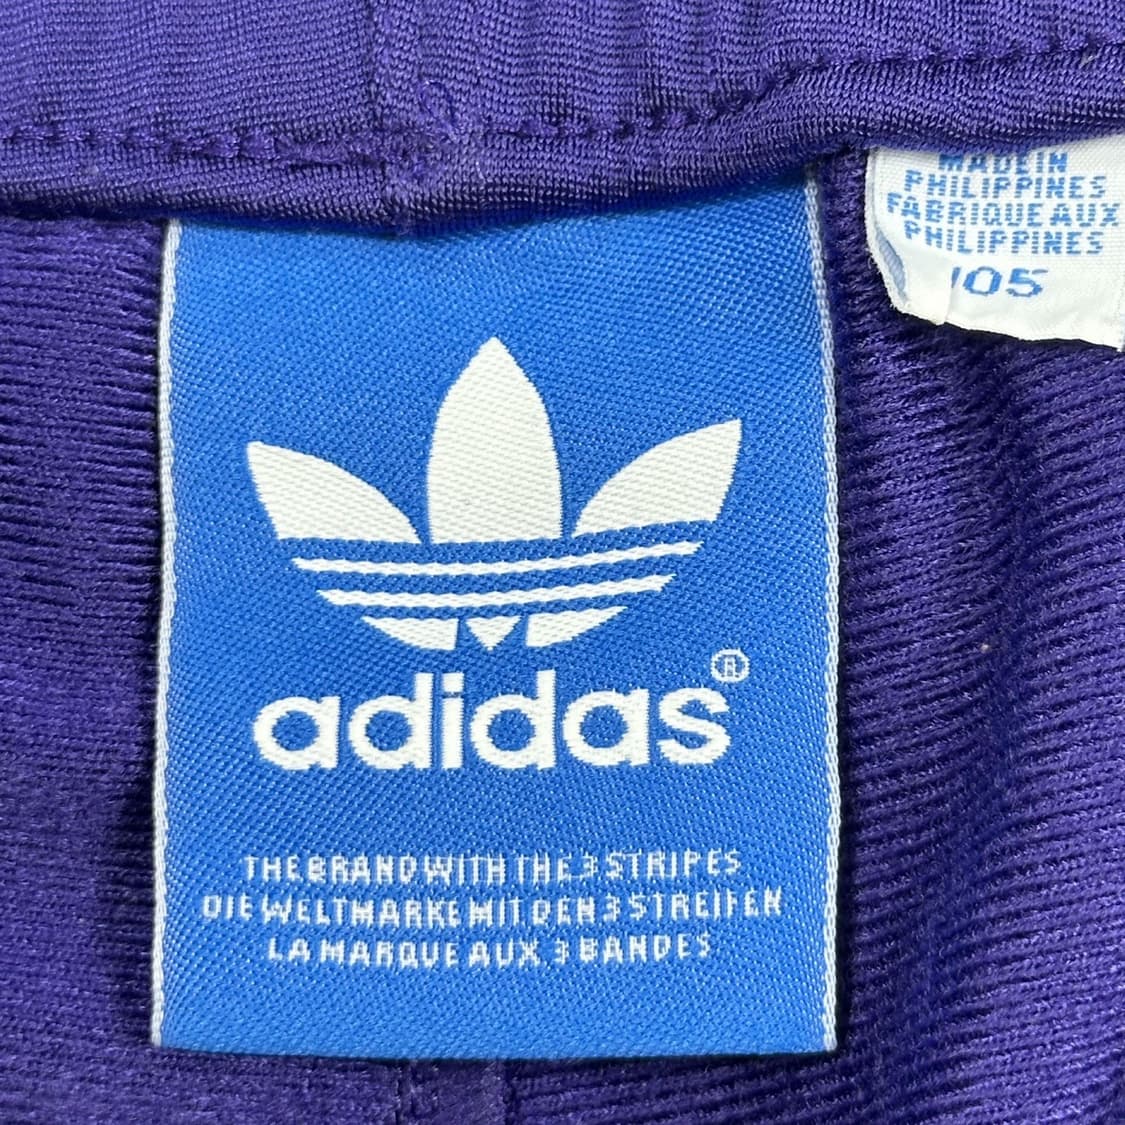 MADE IN
PHILIPPINES
FABRIQUE AUX
PHILIPPINES
105
adidas®
THE BRAND WITH THE 3 STRIPES
DIE WELTMARKE MIT DEN 3 STREIFEN
LA MARQUE AUX 3 BANDES